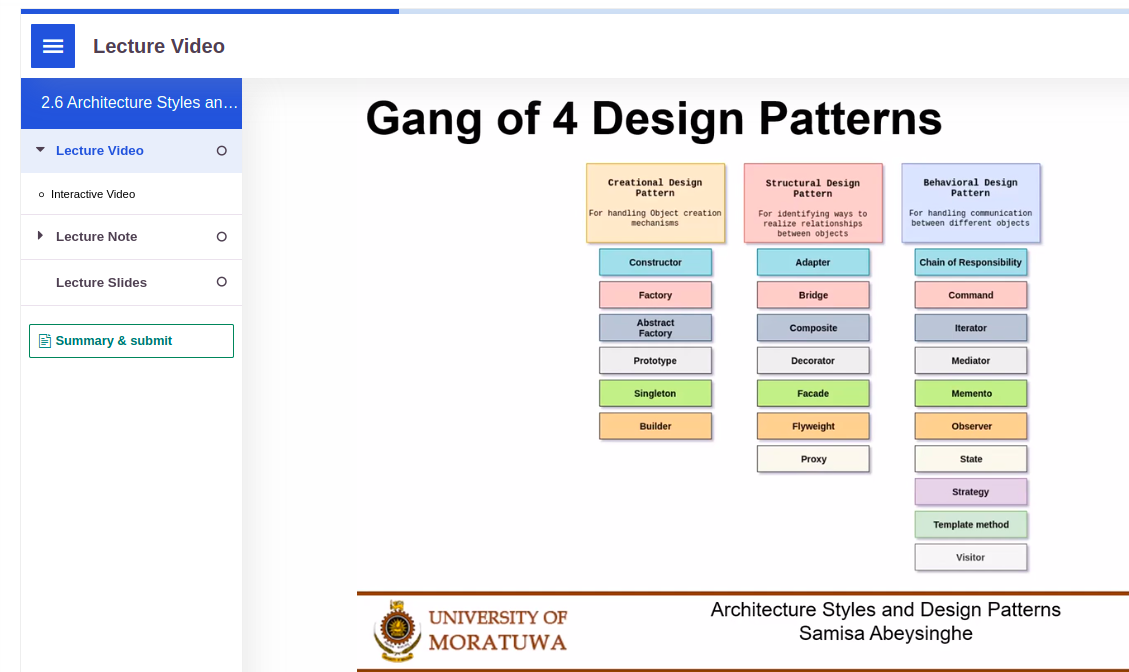 Lecture Video
2.6 Architecture Styles an…
Lecture Video
Interactive Video
Lecture Note
Lecture Slides
Summary & submit
Gang of 4 Design Patterns
Creational Design
Pattern
For handling Object creation
mechanisms
Constructor
Factory
Abstract
Factory
Prototype
Singleton
Builder
Structural Design
Pattern
For identifying ways to
realize relationships
between objects
Adapter
Bridge
Composite
Decorator
Facade
Flyweight
Proxy
Behavioral Design
Pattern
For handling communication
between different objects
Chain of Responsibility
Command
Iterator
Mediator
Memento
Observer
State
Strategy
Template method
Visitor
UNIVERSITY OF
MORATUWA
Architecture Styles and Design Patterns
Samisa Abeysinghe